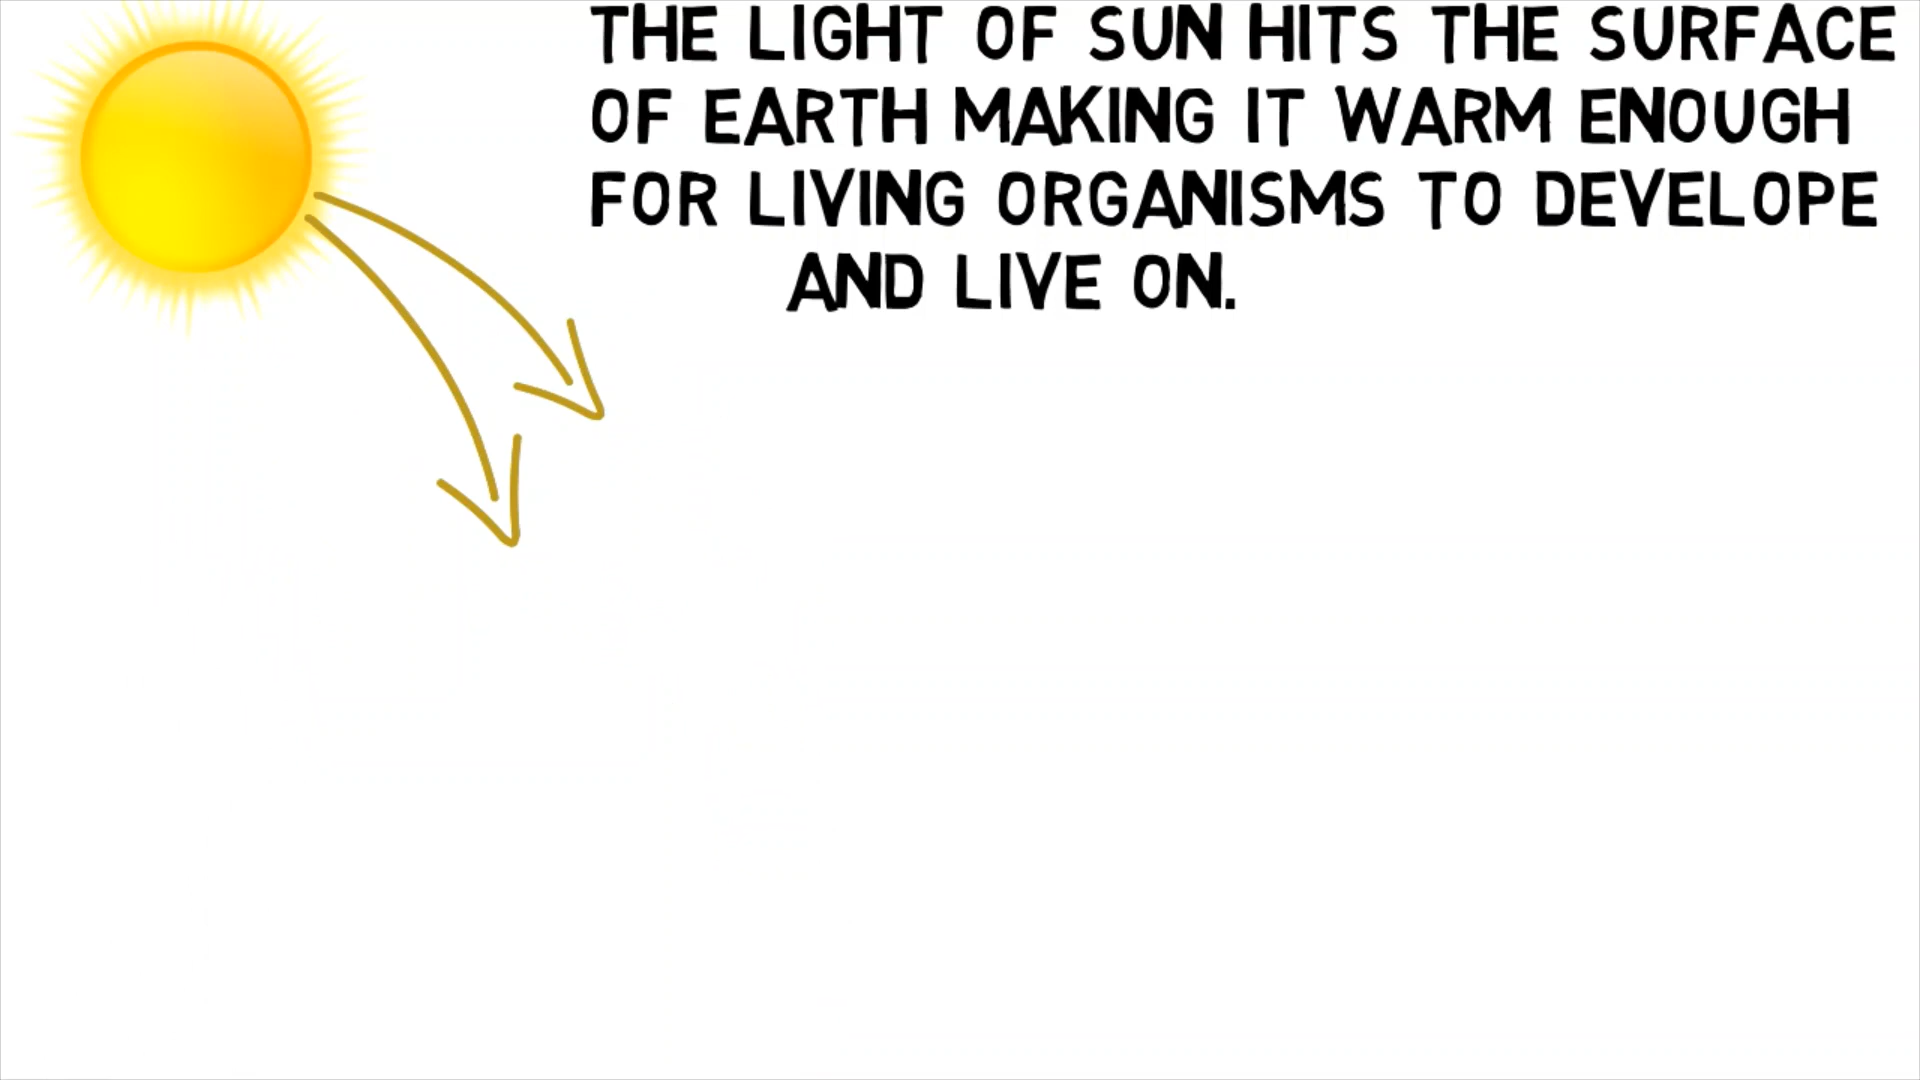 THE LIGHT OF SUN HITS THE SURFACE
OF EARTH MAKING IT WARM ENOUGH
FOR LIVING ORGANISMS TO DEVELOPE
AND LIVE ON.